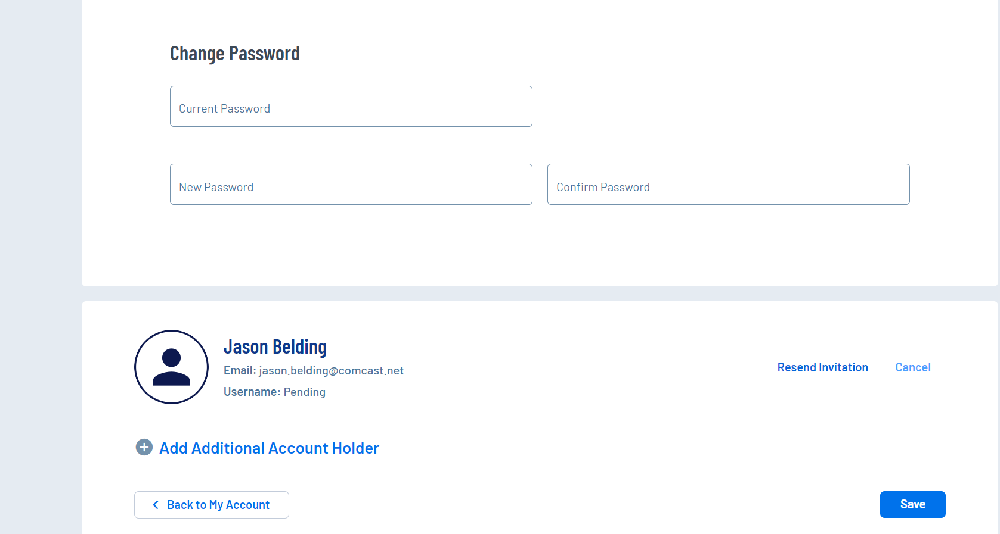 Change Password
Current Password
New Password
Confirm Password
Jason Belding
Email: jason.belding@comcast.net
Username: Pending
Resend Invitation
Cancel
Add Additional Account Holder
Back to My Account
Save